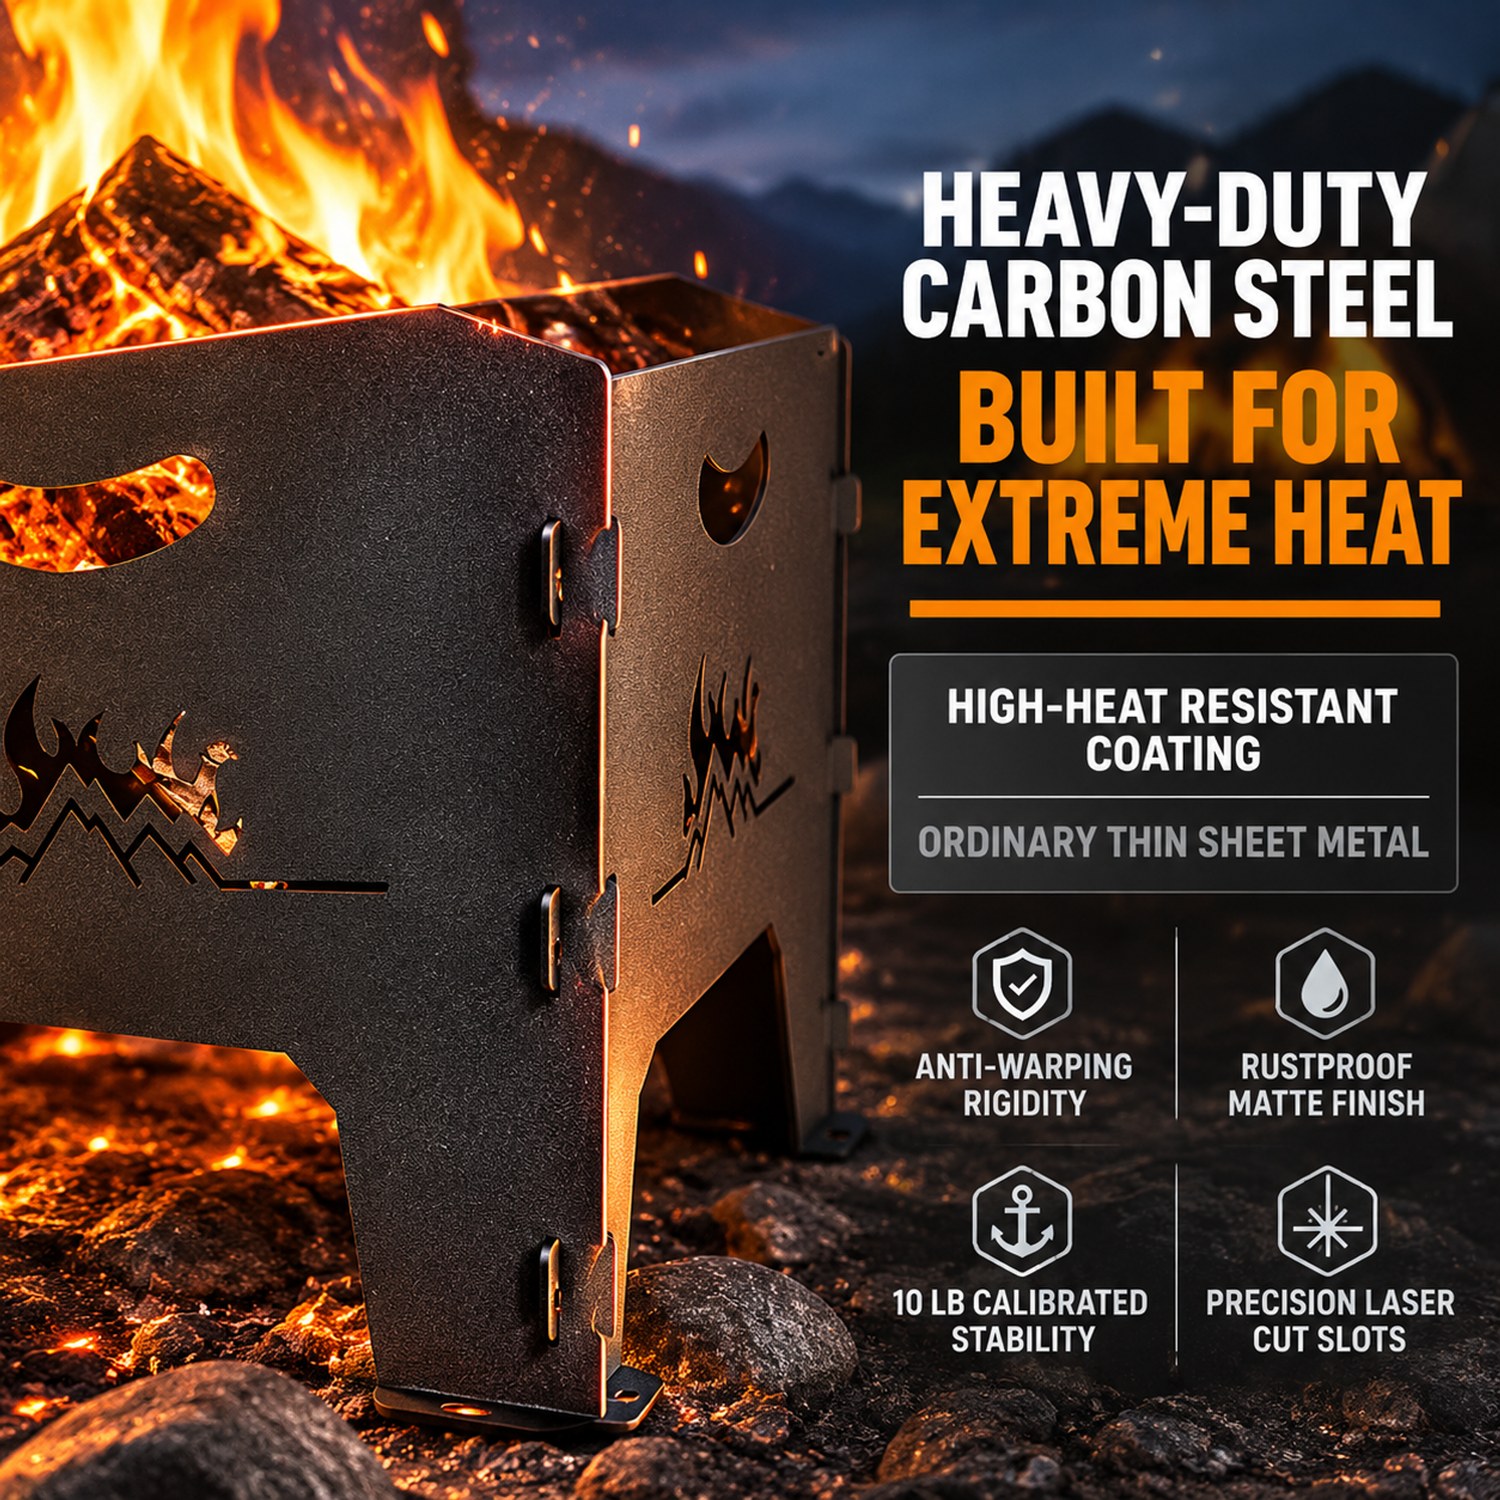 HEAVY-DUTY
CARBON STEEL
BUILT FOR
EXTREME HEAT
HIGH-HEAT RESISTANT
COATING
ORDINARY THIN SHEET METAL
ANTI-WARPING
RIGIDITY
RUSTPROOF
MATTE FINISH
10 LB CALIBRATED
STABILITY
PRECISION LASER
CUT SLOTS